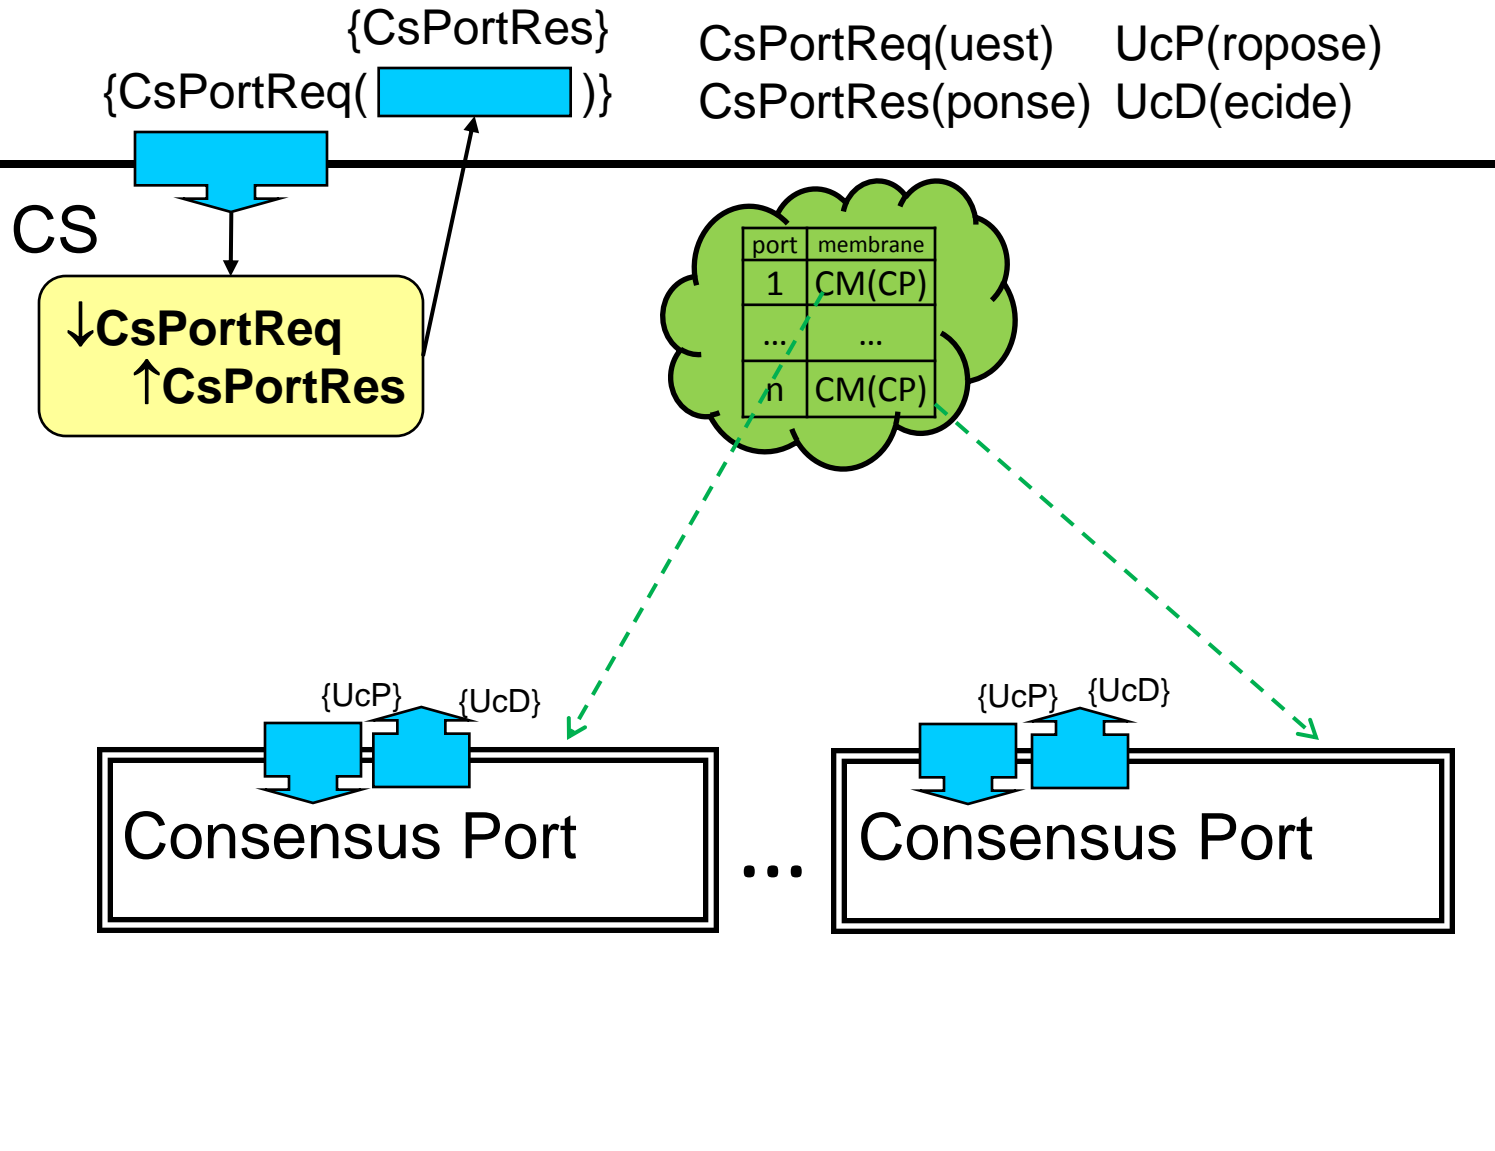 {CsPortRes}
{CsPortReq( )}
CsPortReq(uest) UcP(ropose)
CsPortRes(ponse) UcD(ecide)
CS
↓CsPortReq
↑CsPortRes
port membrane
1 CM(CP)
... ...
n CM(CP)
{UcP} {UcD}
Consensus Port
...
{UcP} {UcD}
Consensus Port